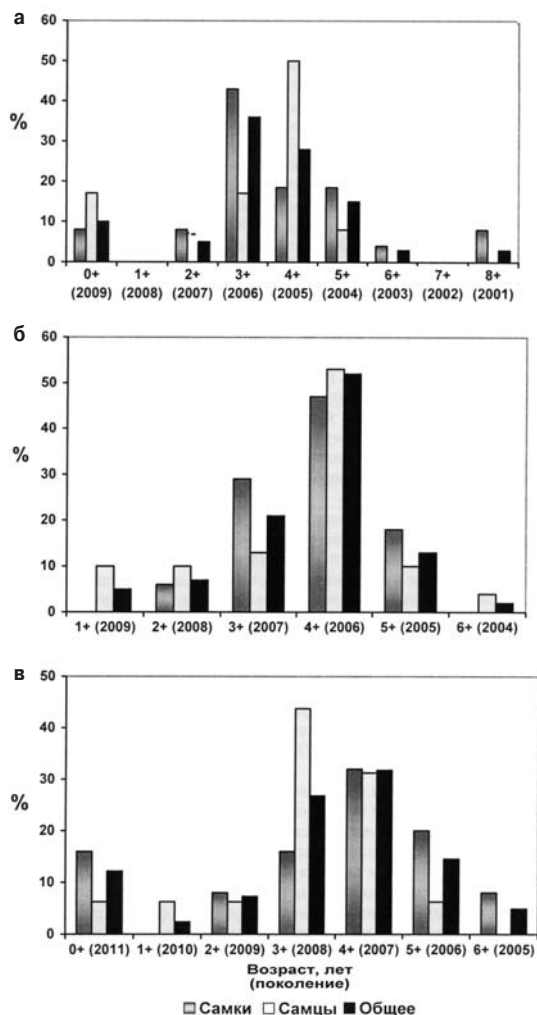 а
60
50
40
%
30
20
10
0
0+ 1+ 2+ 3+ 4+ 5+ 6+ 7+ 8+
(2009) (2008) (2007) (2006) (2005) (2004) (2003) (2002) (2001)
б
60
50
%
40
30
20
10
0
1+ (2009) 2+ (2008) 3+ (2007) 4+ (2006) 5+ (2005) 6+ (2004)
в
50
40
%
30
20
10
0
0+ (2011) 1+ (2010) 2+ (2009) 3+ (2008) 4+ (2007) 5+ (2006) 6+ (2005)
Возраст, лет
(поколение)
Самки Самцы Общее